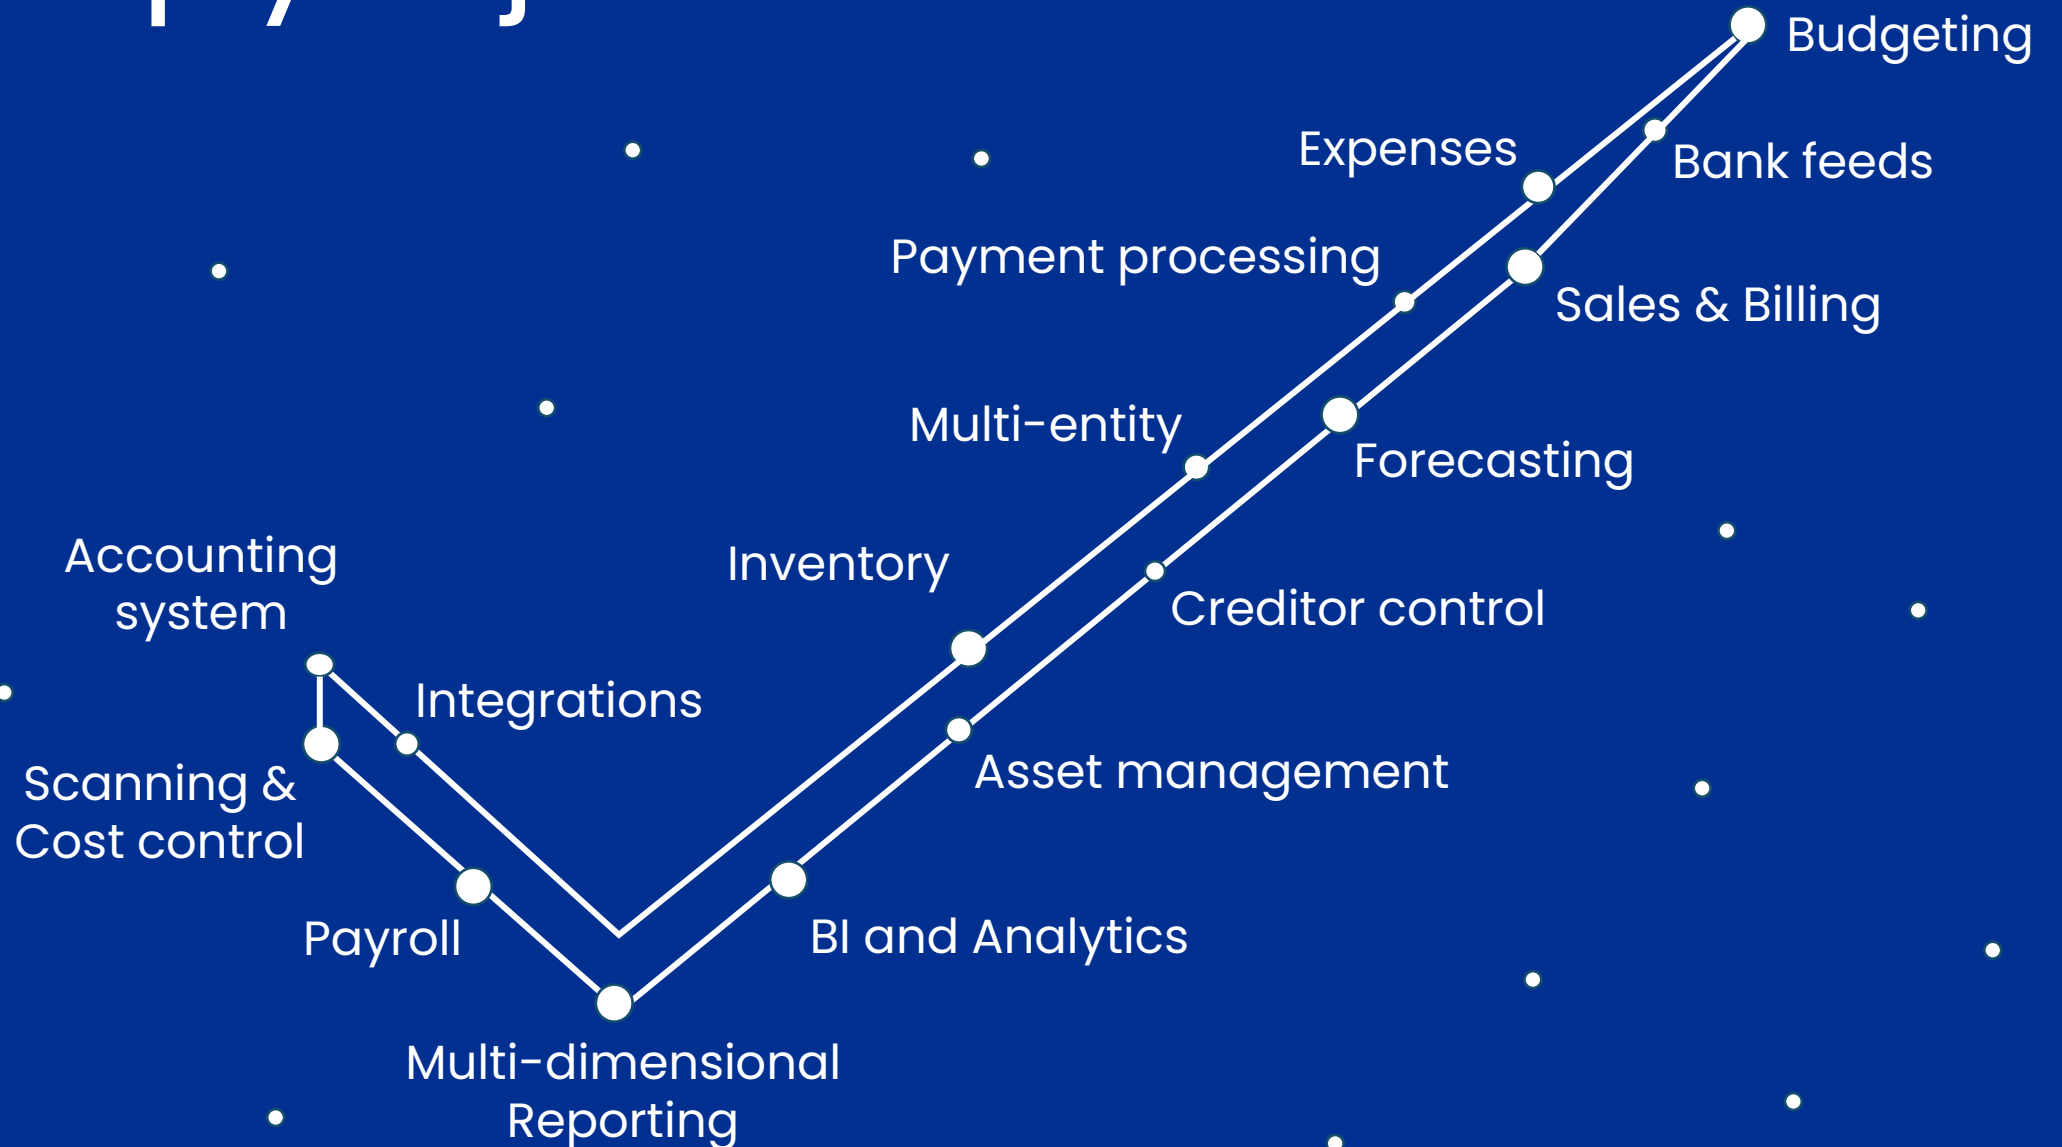 Budgeting
Expenses
Bank feeds
Payment processing
Sales & Billing
Multi-entity
Forecasting
Inventory
Accounting
system
Creditor control
Integrations
Asset management
Scanning &
Cost control
Payroll
BI and Analytics
Multi-dimensional
Reporting